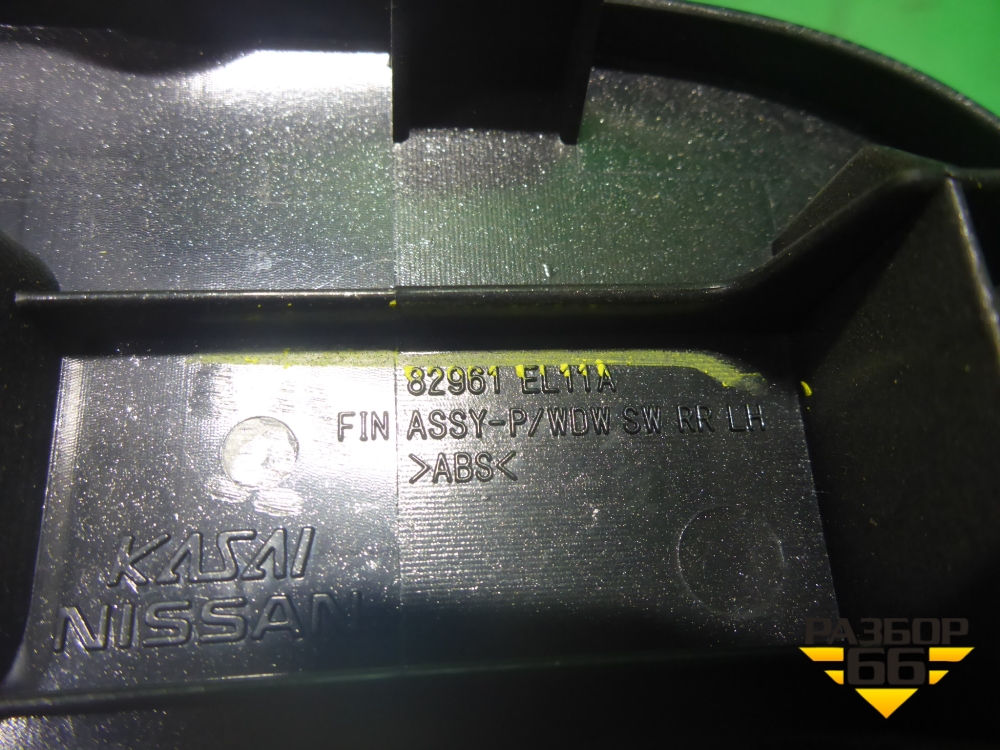 82961 EL11A
FIN ASSY-P/WDW SW RR LH
>ABS<
KASAI
NISSAN
РАЗБОР
66